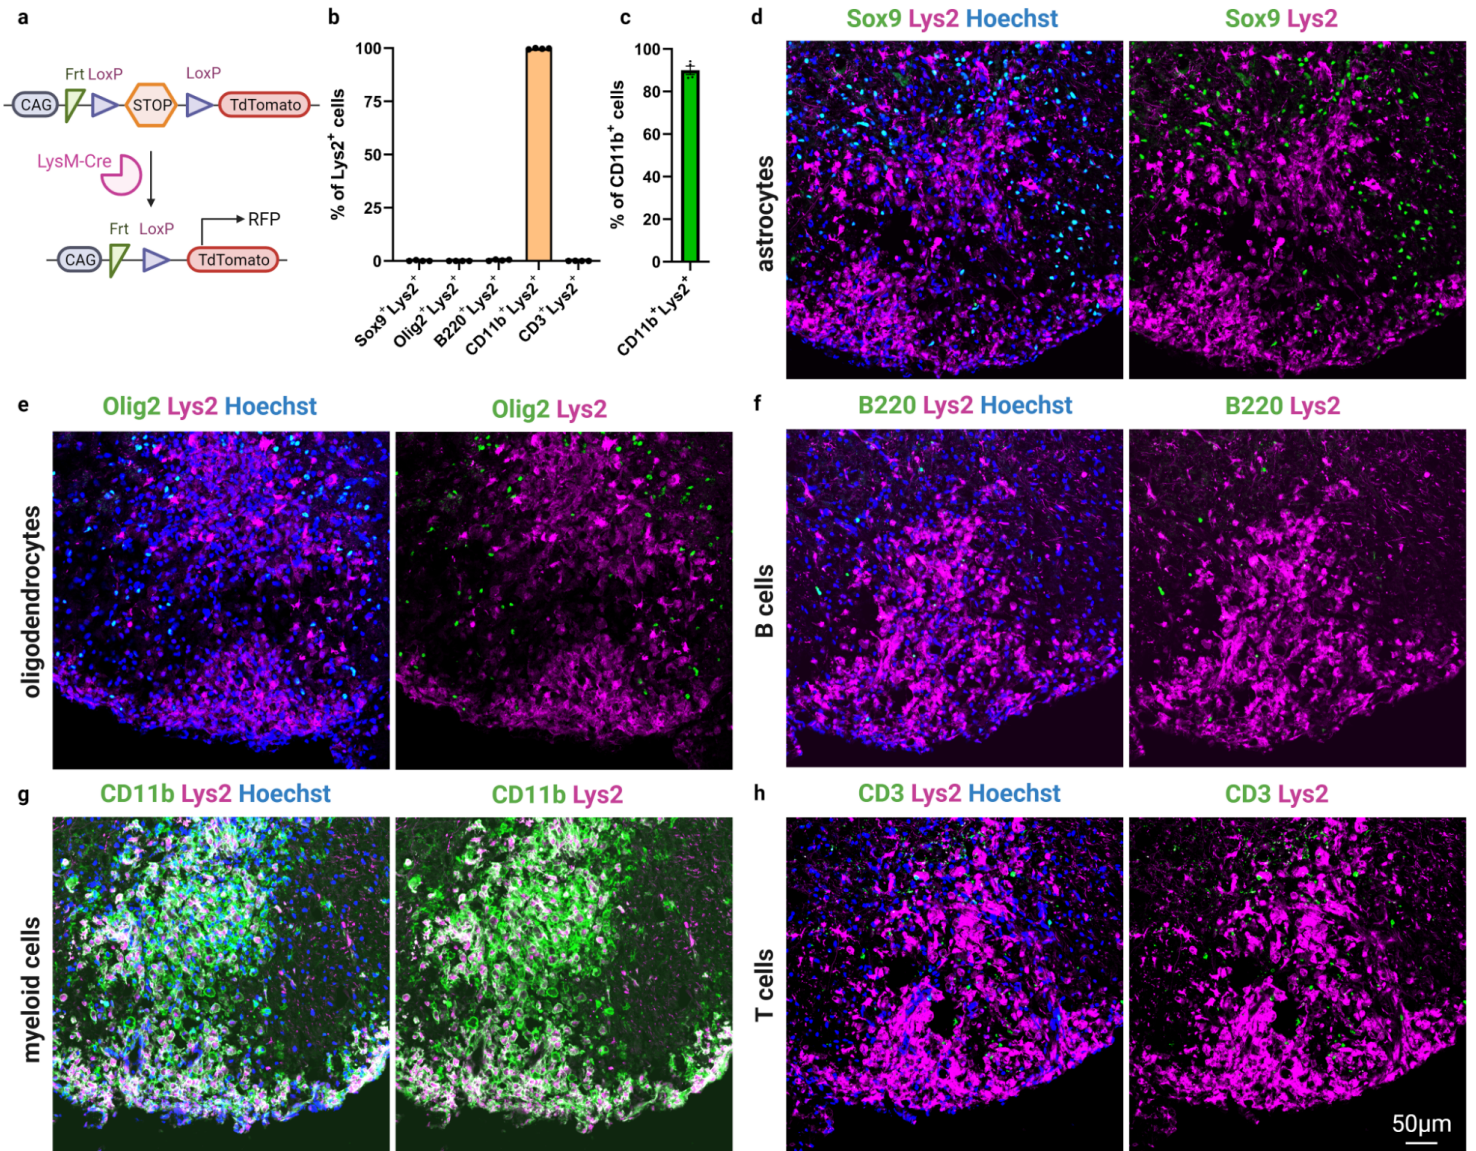 a
Frt LoxP
LoxP
CAG
STOP
TdTomato
LysM-Cre
Frt LoxP
RFP
CAG
TdTomato
b
% of Lys2⁺ cells
100
75
50
25
0
Sox9⁺Lys2⁺
Olig2⁺Lys2⁺
B220⁺Lys2⁺
CD11b⁺Lys2⁺
CD3⁺Lys2⁺
c
% of CD11b⁺ cells
100
80
60
40
20
0
CD11b⁺Lys2⁺
d
Sox9 Lys2 Hoechst
Sox9 Lys2
astrocytes
e
Olig2 Lys2 Hoechst
Olig2 Lys2
oligodendrocytes
f
B220 Lys2 Hoechst
B220 Lys2
B cells
g
CD11b Lys2 Hoechst
CD11b Lys2
myeloid cells
h
CD3 Lys2 Hoechst
CD3 Lys2
T cells
50μm